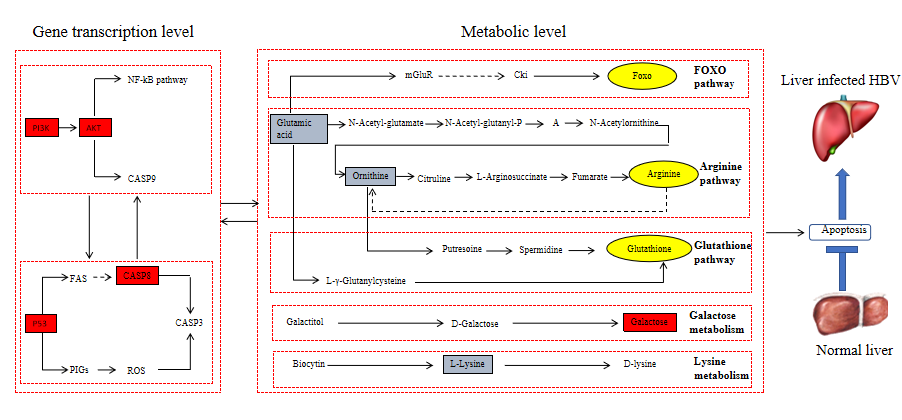 Gene transcription level
Metabolic level
NF-kB pathway
PI3K
AKT
CASP9
FAS
CASP8
P53
CASP3
PIGs
ROS
mGluR
Cki
Foxo
FOXO
pathway
Glutamic
acid
N-Acetyl-glutamate
N-Acetyl-glutanyl-P
A
N-Acetylornithine
Ornithine
Citruline
L-Arginosuccinate
Fumarate
Arginine
Arginine
pathway
Putresoine
Spermidine
Glutathione
Glutathione
pathway
L-γ-Glutanylcysteine
Galactitol
D-Galactose
Galactose
Galactose
metabolism
Biocytin
L-Lysine
D-lysine
Lysine
metabolism
Liver infected HBV
Apoptosis
Normal liver